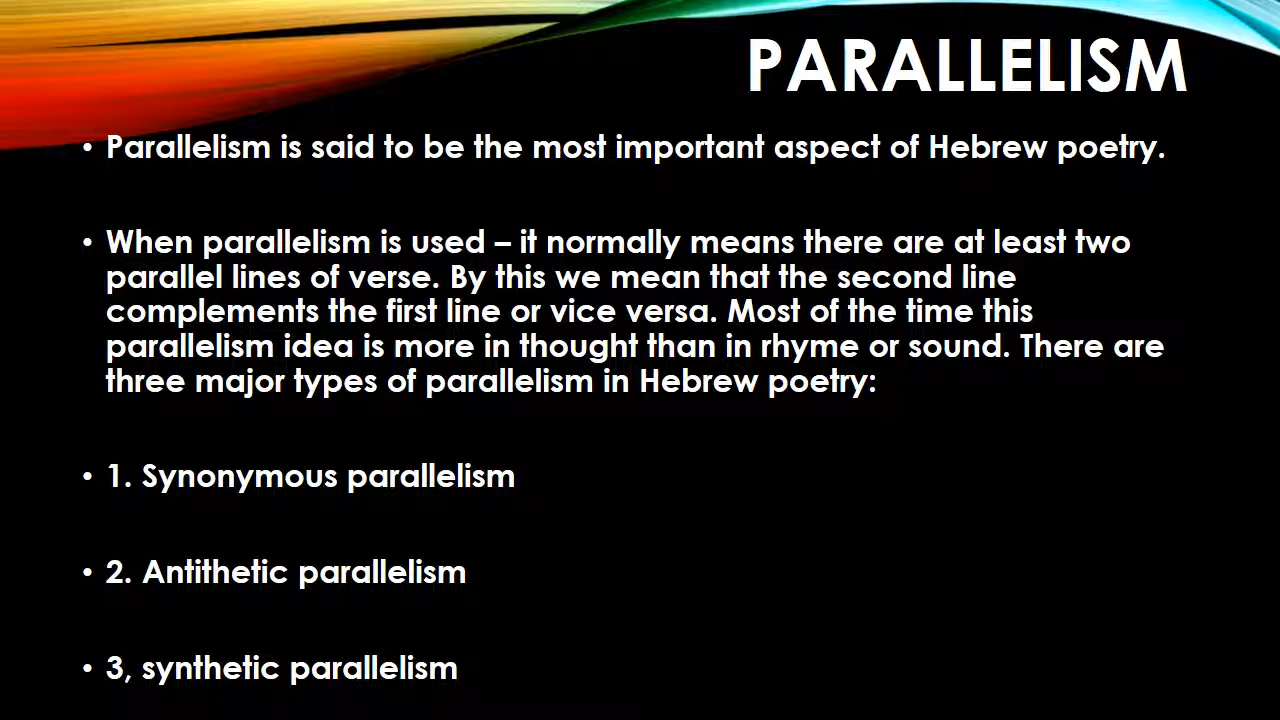 PARALLELISM
• Parallelism is said to be the most important aspect of Hebrew poetry.
• When parallelism is used – it normally means there are at least two
parallel lines of verse. By this we mean that the second line
complements the first line or vice versa. Most of the time this
parallelism idea is more in thought than in rhyme or sound. There are
three major types of parallelism in Hebrew poetry:
• 1. Synonymous parallelism
• 2. Antithetic parallelism
• 3, synthetic parallelism